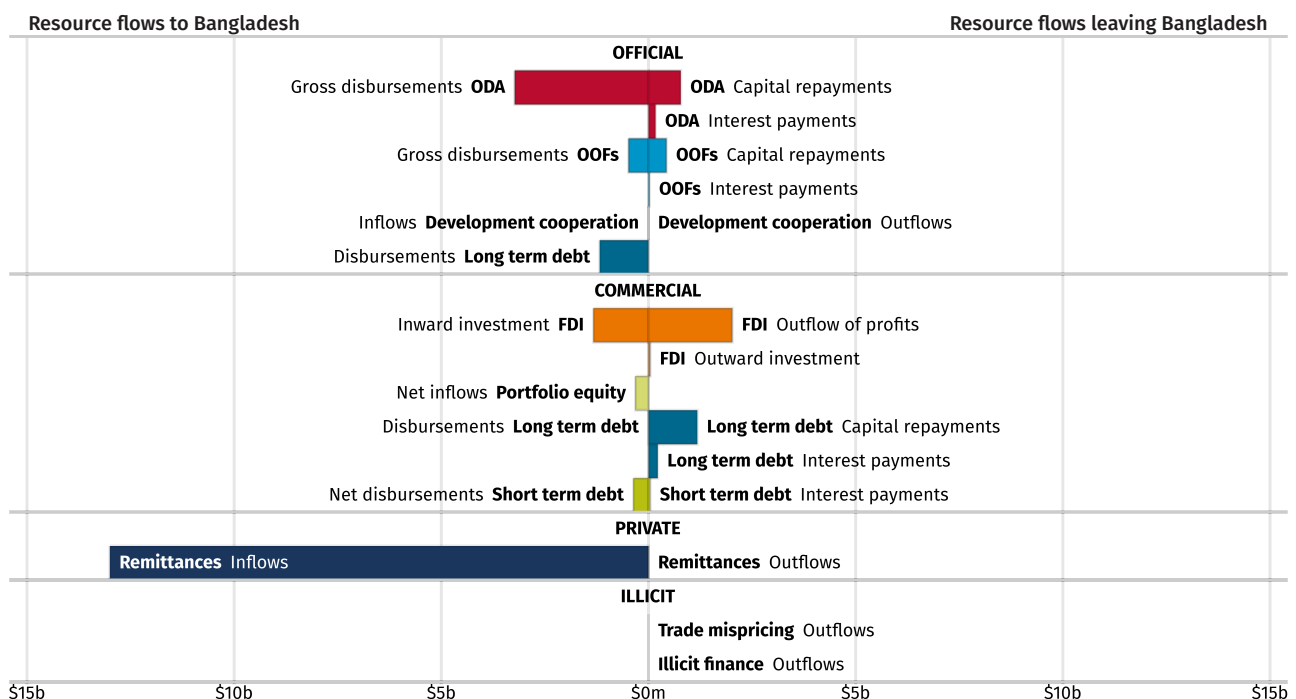 Resource flows to Bangladesh Resource flows leaving Bangladesh
OFFICIAL
Gross disbursements ODA ODA Capital repayments
ODA Interest payments
Gross disbursements OOFs OOFs Capital repayments
OOFs Interest payments
Inflows Development cooperation Development cooperation Outflows
Disbursements Long term debt
COMMERCIAL
Inward investment FDI FDI Outflow of profits
FDI Outward investment
Net inflows Portfolio equity
Disbursements Long term debt Long term debt Capital repayments
Long term debt Interest payments
Net disbursements Short term debt Short term debt Interest payments
PRIVATE
Remittances Inflows Remittances Outflows
ILLICIT
Trade mispricing Outflows
Illicit finance Outflows
$15b $10b $5b $0m $5b $10b $15b